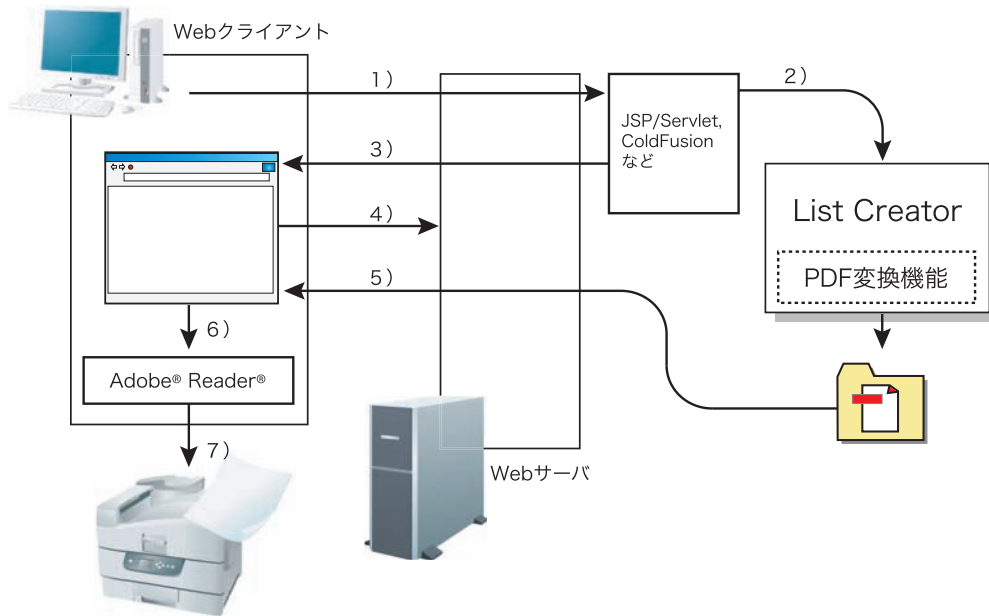 Webクライアント
1）
2）
JSP/Servlet,
ColdFusion
など
3）
4）
List Creator
PDF変換機能
5）
6）
Adobe® Reader®
7）
Webサーバ